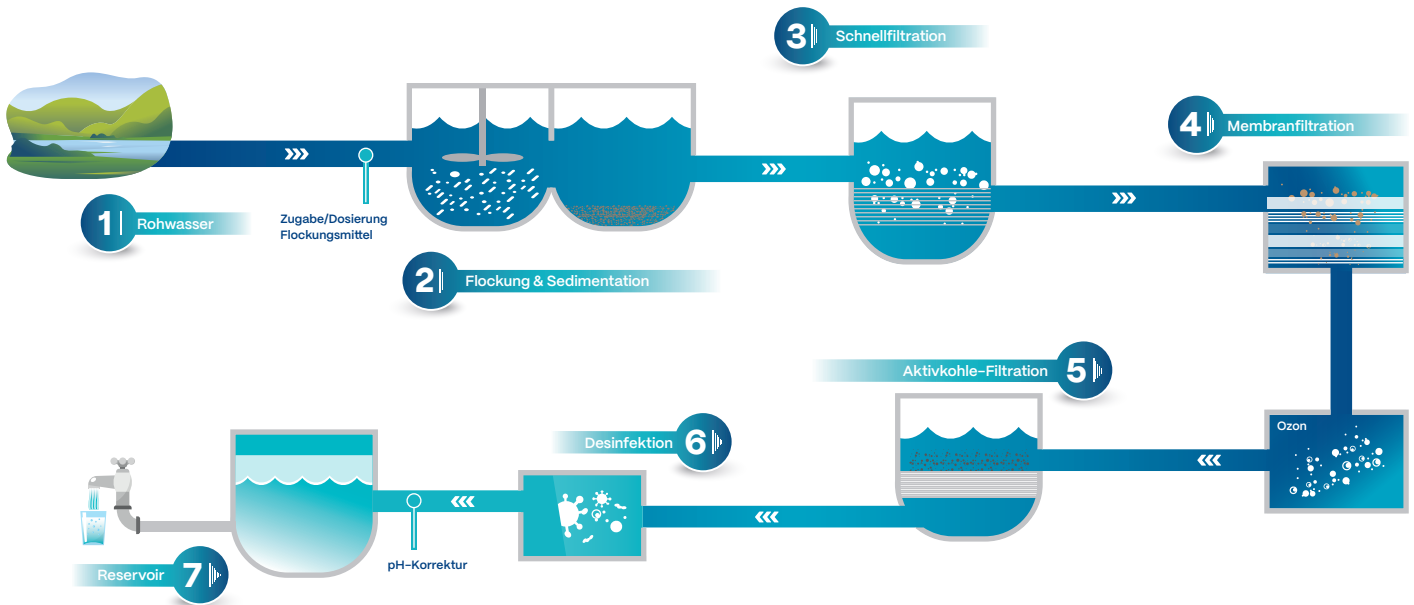 1 Rohwasser
Zugabe/Dosierung
Flockungsmittel
2 Flockung & Sedimentation
3 Schnellfiltration
4 Membranfiltration
Ozon
Aktivkohle-Filtration 5
Desinfektion 6
pH-Korrektur
Reservoir 7